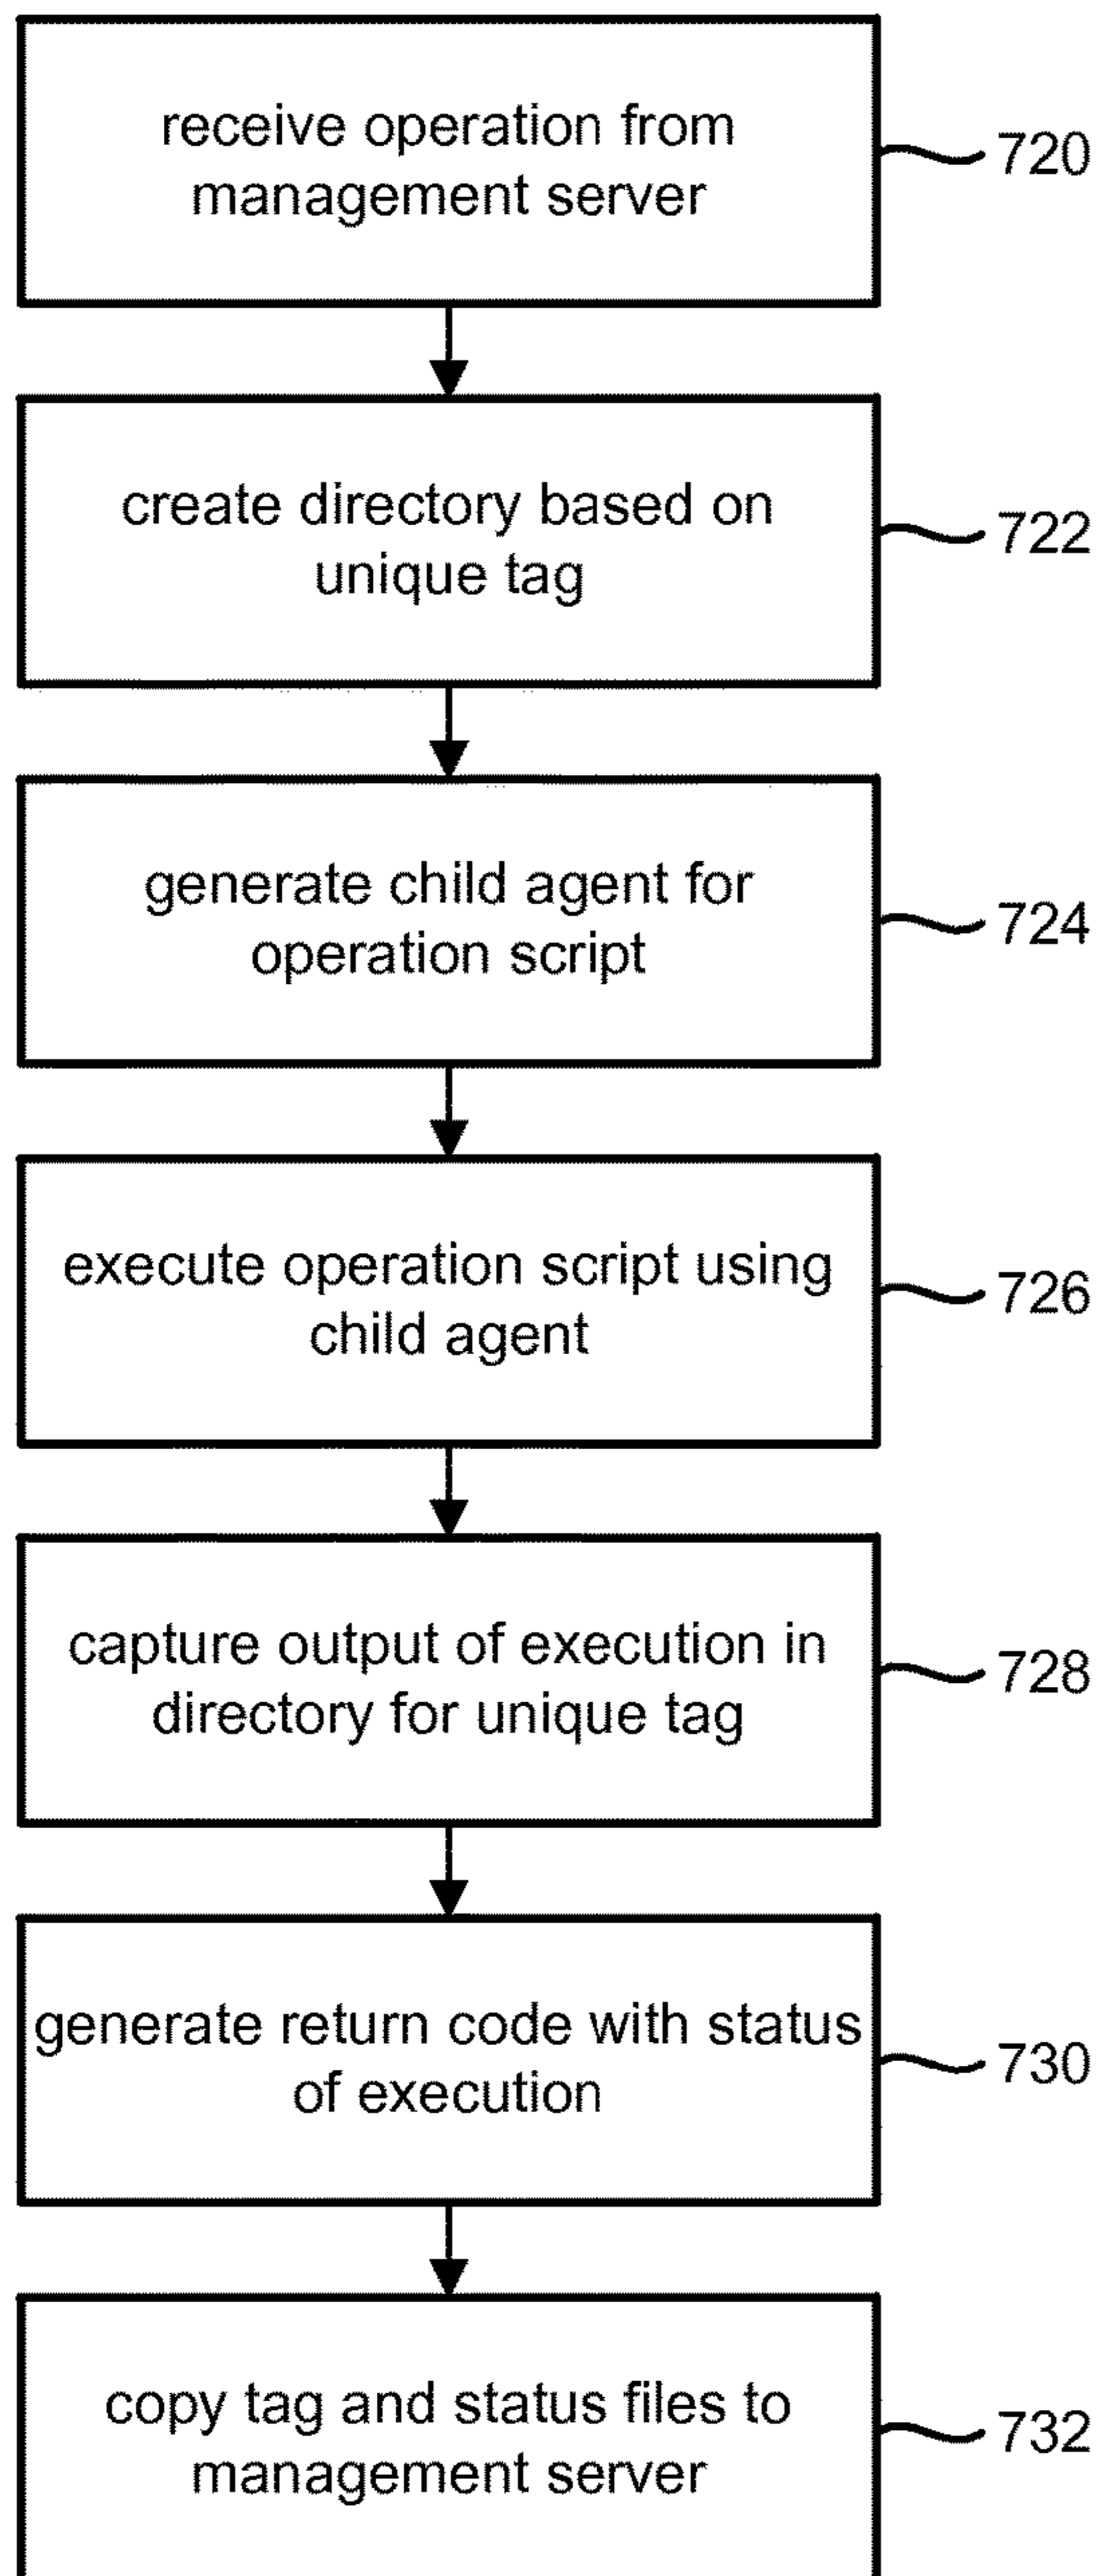 receive operation from
management server
720
create directory based on
unique tag
722
generate child agent for
operation script
724
execute operation script using
child agent
726
capture output of execution in
directory for unique tag
728
generate return code with status
of execution
730
copy tag and status files to
management server
732